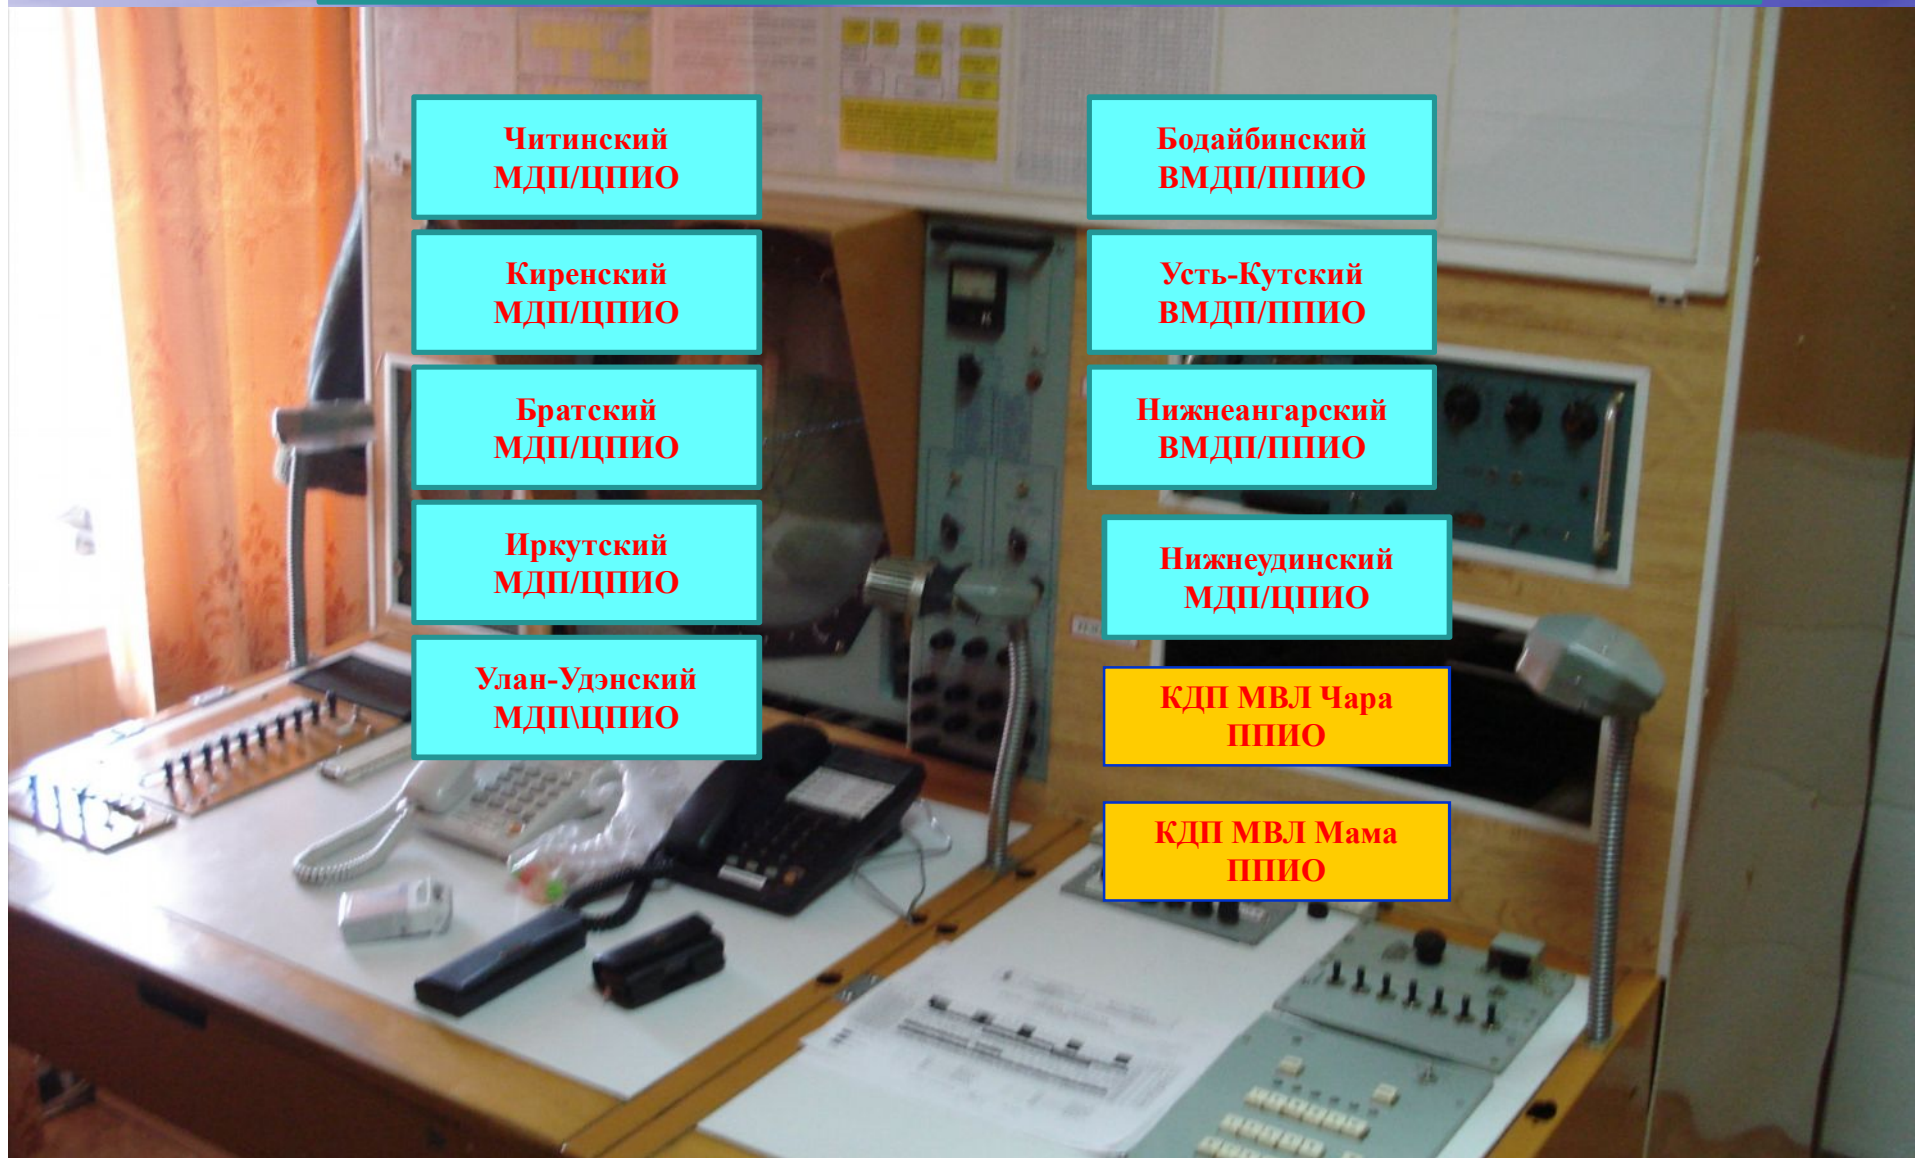 Читинский
МДП/ЦПИО
Киренский
МДП/ЦПИО
Братский
МДП/ЦПИО
Иркутский
МДП/ЦПИО
Улан-Удэнский
МДП\ЦПИО
Бодайбинский
ВМДП/ППИО
Усть-Кутский
ВМДП/ППИО
Нижнеангарский
ВМДП/ППИО
Нижнеудинский
МДП/ЦПИО
КДП МВЛ Чара
ППИО
КДП МВЛ Мама
ППИО